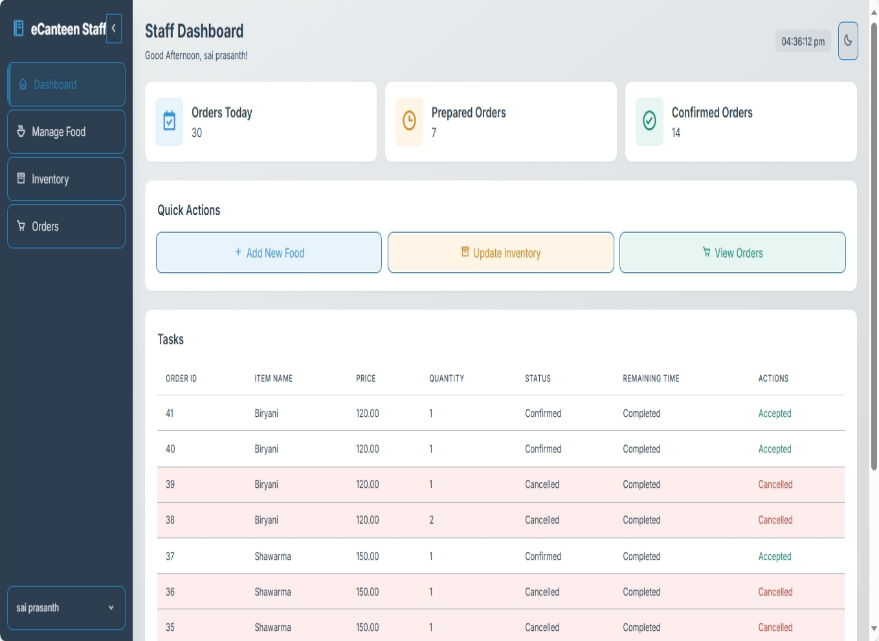 eCanteen Staff
Dashboard
Manage Food
Inventory
Orders
sai prasanth
Staff Dashboard
Good Afternoon, sai prasanth!
04:36:12 pm
Orders Today
30
Prepared Orders
7
Confirmed Orders
14
Quick Actions
+ Add New Food
Update Inventory
View Orders
Tasks
ORDER ID ITEM NAME PRICE QUANTITY STATUS REMAINING TIME ACTIONS
41 Biryani 120.00 1 Confirmed Completed Accepted
40 Biryani 120.00 1 Confirmed Completed Accepted
39 Biryani 120.00 1 Cancelled Completed Cancelled
38 Biryani 120.00 2 Cancelled Completed Cancelled
37 Shawarma 150.00 1 Confirmed Completed Accepted
36 Shawarma 150.00 1 Cancelled Completed Cancelled
35 Shawarma 150.00 1 Cancelled Completed Cancelled